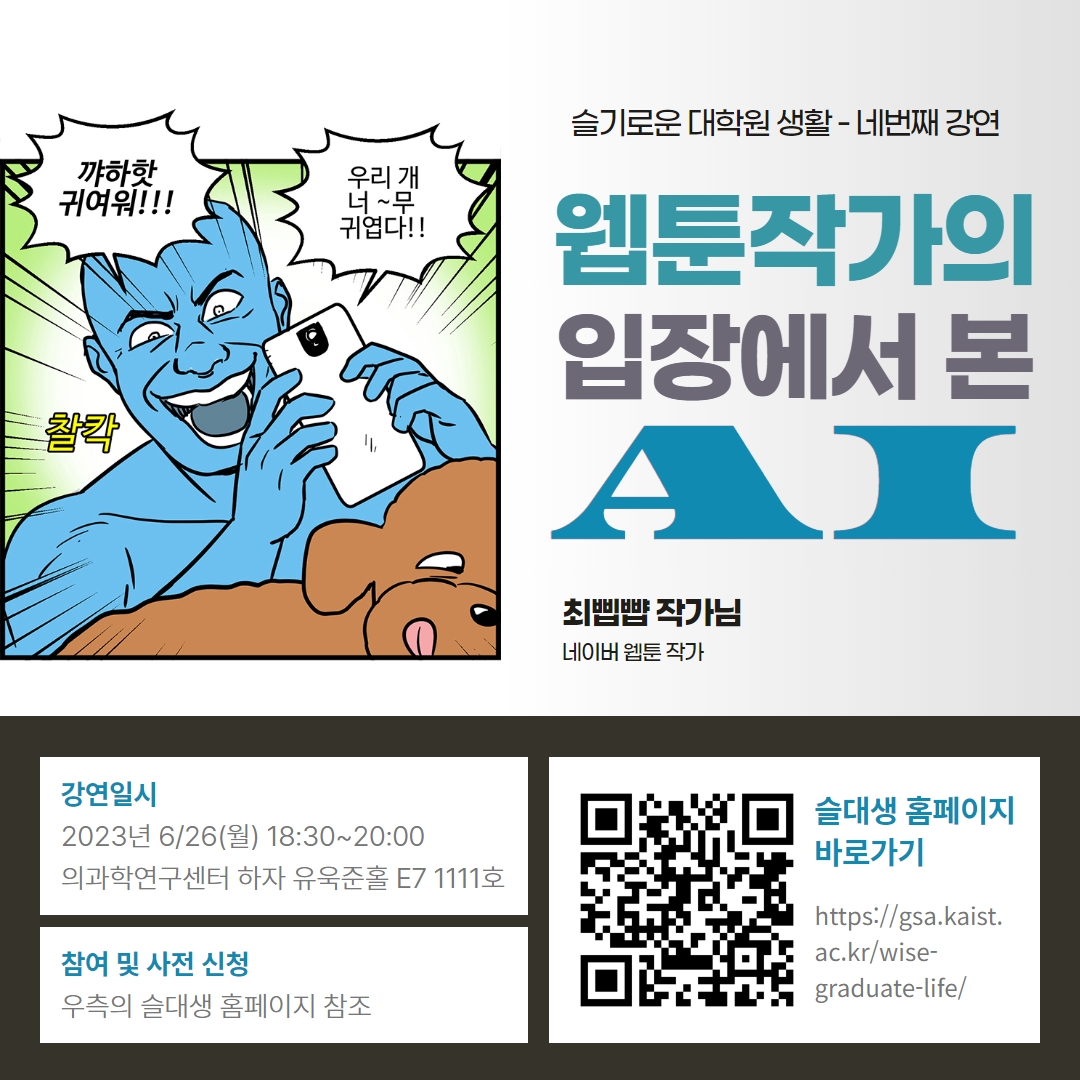 슬기로운 대학원 생활 - 네번째 강연
웹툰작가의
입장에서 본
AI
최삡뺩 작가님
네이버 웹툰 작가
꺄하핫
귀여워!!!
우리 개
너 ~무
귀엽다!!
찰칵
강연일시
2023년 6/26(월) 18:30~20:00
의과학연구센터 하자 유욱준홀 E7 1111호
참여 및 사전 신청
우측의 슬대생 홈페이지 참조
슬대생 홈페이지
바로가기
https://gsa.kaist.
ac.kr/wise-
graduate-life/